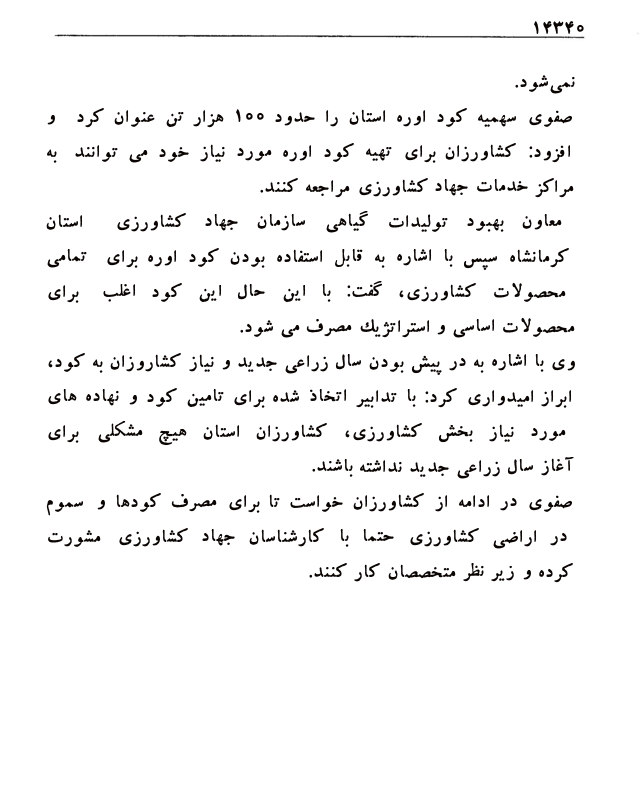 ۱۴۳۴۰
نمی‌شود.
صفوی سهمیه کود اوره استان را حدود ۱۰۰ هزار تن عنوان کرد و
افزود: کشاورزان برای تهیه کود اوره مورد نیاز خود می توانند به
مراکز خدمات جهاد کشاورزی مراجعه کنند.
معاون بهبود تولیدات گیاهی سازمان جهاد کشاورزی استان
کرمانشاه سپس با اشاره به قابل استفاده بودن کود اوره برای تمامی
محصولات کشاورزی، گفت: با این حال این کود اغلب برای
محصولات اساسی و استراتژیك مصرف می شود.
وی با اشاره به در پیش بودن سال زراعی جدید و نیاز کشاروزان به کود،
ابراز امیدواری کرد: با تدابیر اتخاذ شده برای تامین کود و نهاده های
مورد نیاز بخش کشاورزی، کشاورزان استان هیچ مشکلی برای
آغاز سال زراعی جدید نداشته باشند.
صفوی در ادامه از کشاورزان خواست تا برای مصرف کودها و سموم
در اراضی کشاورزی حتما با کارشناسان جهاد کشاورزی مشورت
کرده و زیر نظر متخصصان کار کنند.